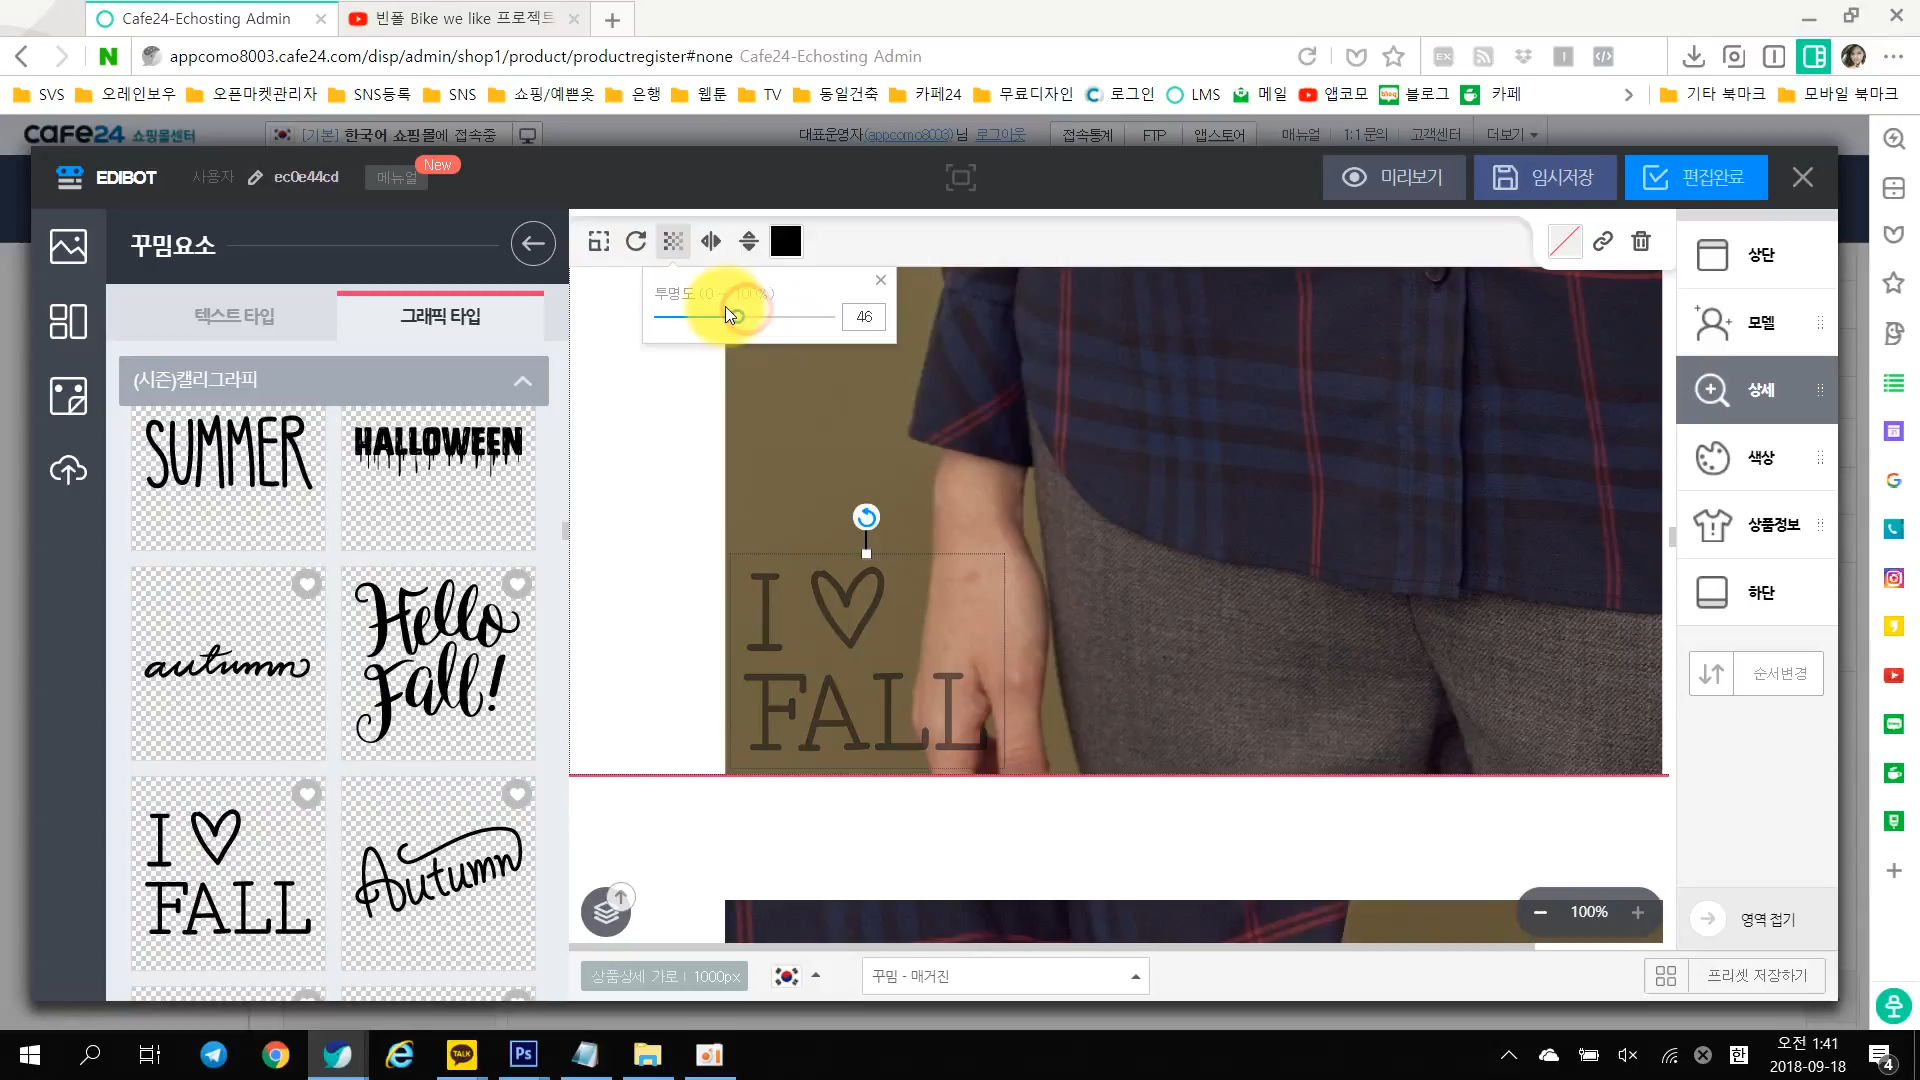 Cafe24-Echosting Admin
빈폴 Bike we like 프로젝트
N
appcomo8003.cafe24.com/disp/admin/shop1/product/productregister#none Cafe24-Echosting Admin
SVS 오레인보우 오픈마켓관리자 SNS등록 SNS 쇼핑/예쁜옷 은행 웹툰 TV 동일건축 카페24 무료디자인 로그인 LMS 메일 앱코모 블로그 카페 기타 북마크 모바일 북마크
cafe24 쇼핑몰센터 [기본] 한국어 쇼핑몰에 접속중 대표운영자(appcomo8003)님 로그아웃 접속통계 FTP 앱스토어 매뉴얼 1:1 문의 고객센터 더보기
EDIBOT 사용자 ec0e44cd 매뉴얼 New 미리보기 임시저장 편집완료
꾸밈요소
텍스트 타입 그래픽 타입
투명도 (0 ~ 100%)
46
(시즌)캘리그라피
SUMMER HALLOWEEN
autumn Hello Fall!
I ♡ FALL Autumn
I ♡
FALL
상단
모델
상세
색상
상품정보
하단
순서변경
100%
영역 접기
상품상세 가로 | 1000px
꾸밈 - 매거진
프리셋 저장하기
TALK
Ps
한
오전 1:41
2018-09-18
4